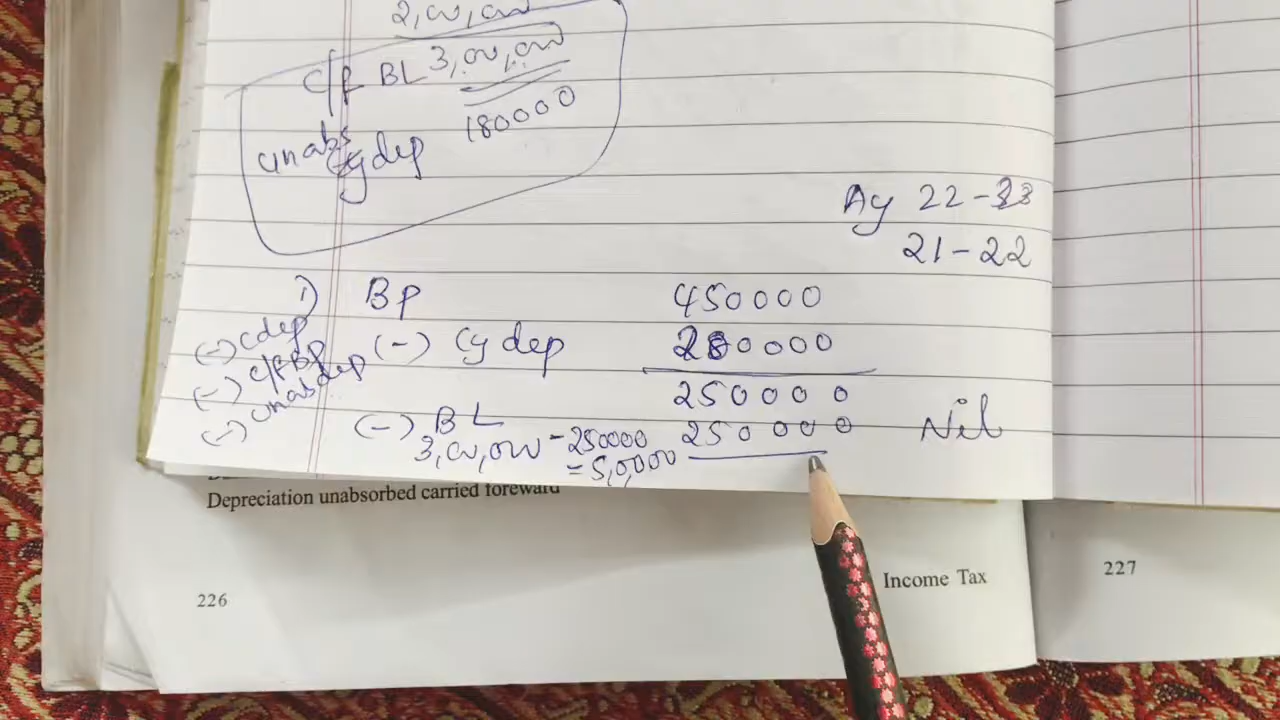 2,00,000
c/f BL 3,00,000
180000
unabs
cy dep
Ay 22-23
21-22
1) BP 450000
(-) Cy dep 200000
(-) C dep
(-) c/f BP
(-) unab dep
250000
(-) BL 250000 Nil
3,00,000 - 250000
= 5,0000
Depreciation unabsorbed carried foreward
226
Income Tax
227